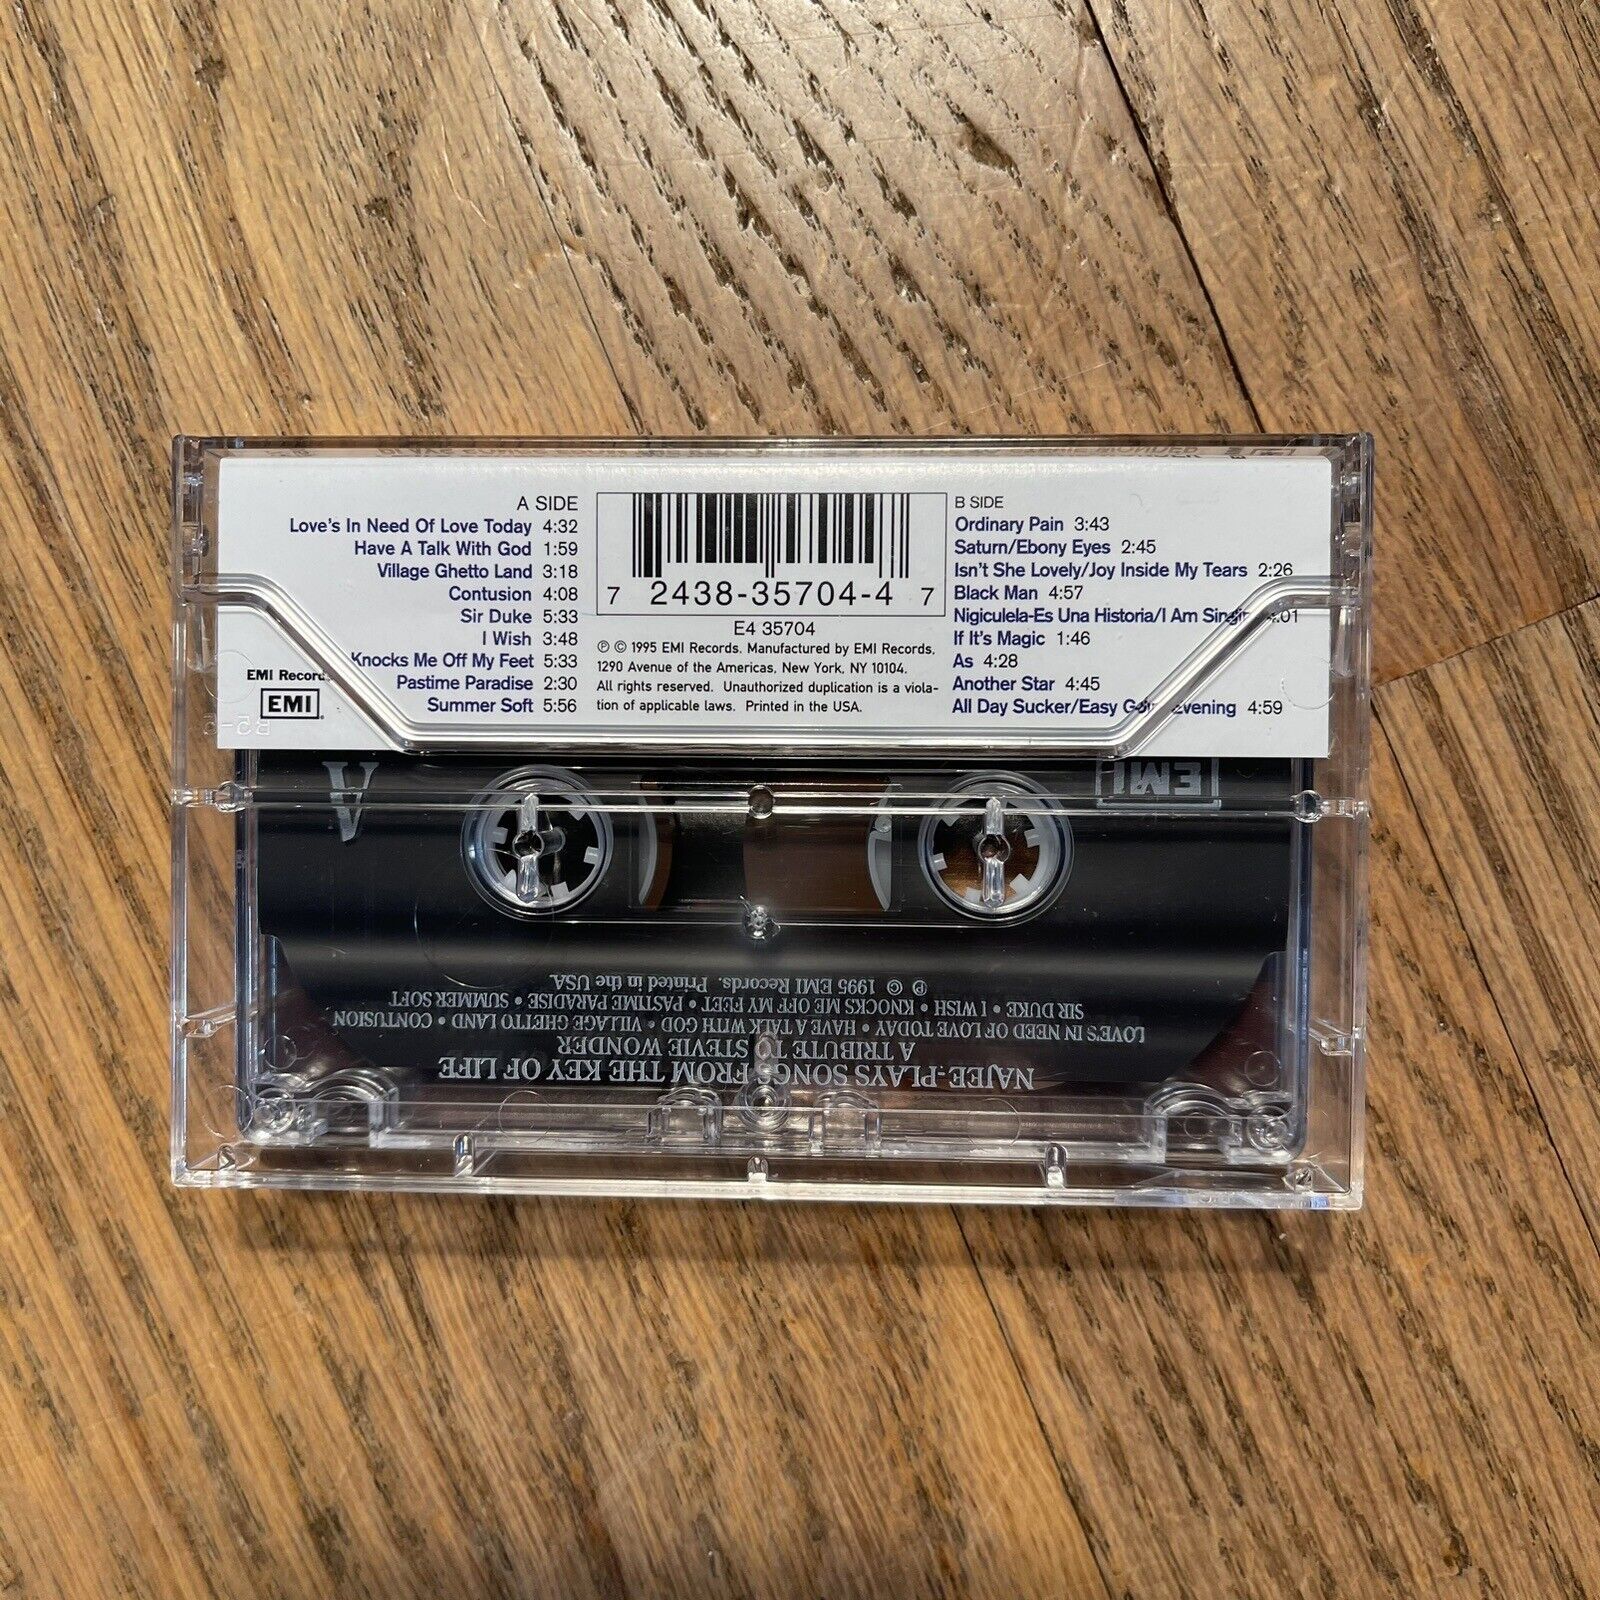 A SIDE
Love's In Need Of Love Today 4:32
Have A Talk With God 1:59
Village Ghetto Land 3:18
Contusion 4:08
Sir Duke 5:33
I Wish 3:48
Knocks Me Off My Feet 5:33
Pastime Paradise 2:30
Summer Soft 5:56
EMI Records
EMI
7 2438-35704-4 7
E4 35704
℗ © 1995 EMI Records. Manufactured by EMI Records,
1290 Avenue of the Americas, New York, NY 10104.
All rights reserved. Unauthorized duplication is a viola-
tion of applicable laws. Printed in the USA.
B SIDE
Ordinary Pain 3:43
Saturn/Ebony Eyes 2:45
Isn't She Lovely/Joy Inside My Tears 2:26
Black Man 4:57
Nigiculela-Es Una Historia/I Am Singing 4:01
If It's Magic 1:46
As 4:28
Another Star 4:45
All Day Sucker/Easy Goin' Evening 4:59
A
EMI
NAJEE-PLAYS SONGS FROM THE KEY OF LIFE
A TRIBUTE TO STEVIE WONDER
LOVE'S IN NEED OF LOVE TODAY • HAVE A TALK WITH GOD • VILLAGE GHETTO LAND • CONTUSION
SIR DUKE • I WISH • KNOCKS ME OFF MY FEET • PASTIME PARADISE • SUMMER SOFT
℗ © 1995 EMI Records. Printed in the USA.